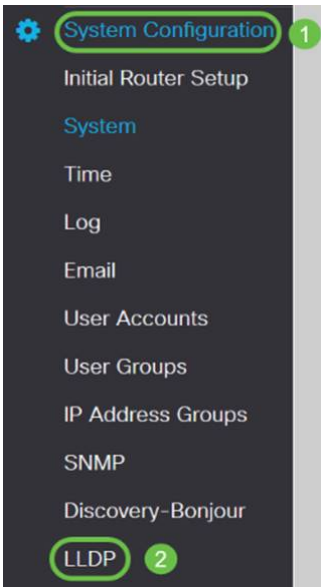 System Configuration 1
Initial Router Setup
System
Time
Log
Email
User Accounts
User Groups
IP Address Groups
SNMP
Discovery-Bonjour
LLDP 2